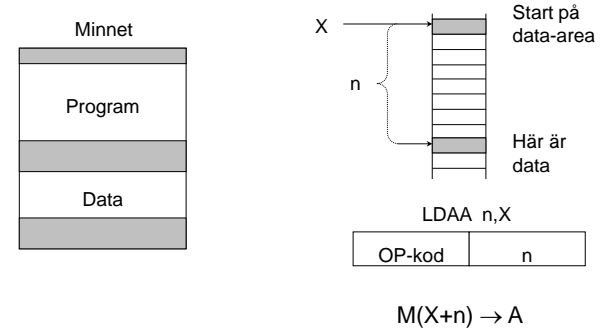 Minnet
Program
Data
X
n
Start på
data-area
Här är
data
LDAA n,X
OP-kod
n
M(X+n) → A